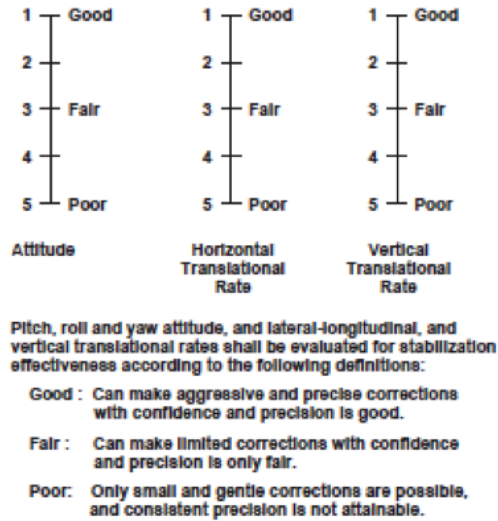 1 Good 1 Good 1 Good
2 2 2
3 Fair 3 Fair 3 Fair
4 4 4
5 Poor 5 Poor 5 Poor
Attitude Horizontal Vertical
Translational Translational
Rate Rate
Pitch, roll and yaw attitude, and lateral-longitudinal, and
vertical translational rates shall be evaluated for stabilization
effectiveness according to the following definitions:
Good : Can make aggressive and precise corrections
with confidence and precision is good.
Fair : Can make limited corrections with confidence
and precision is only fair.
Poor: Only small and gentle corrections are possible,
and consistent precision is not attainable.